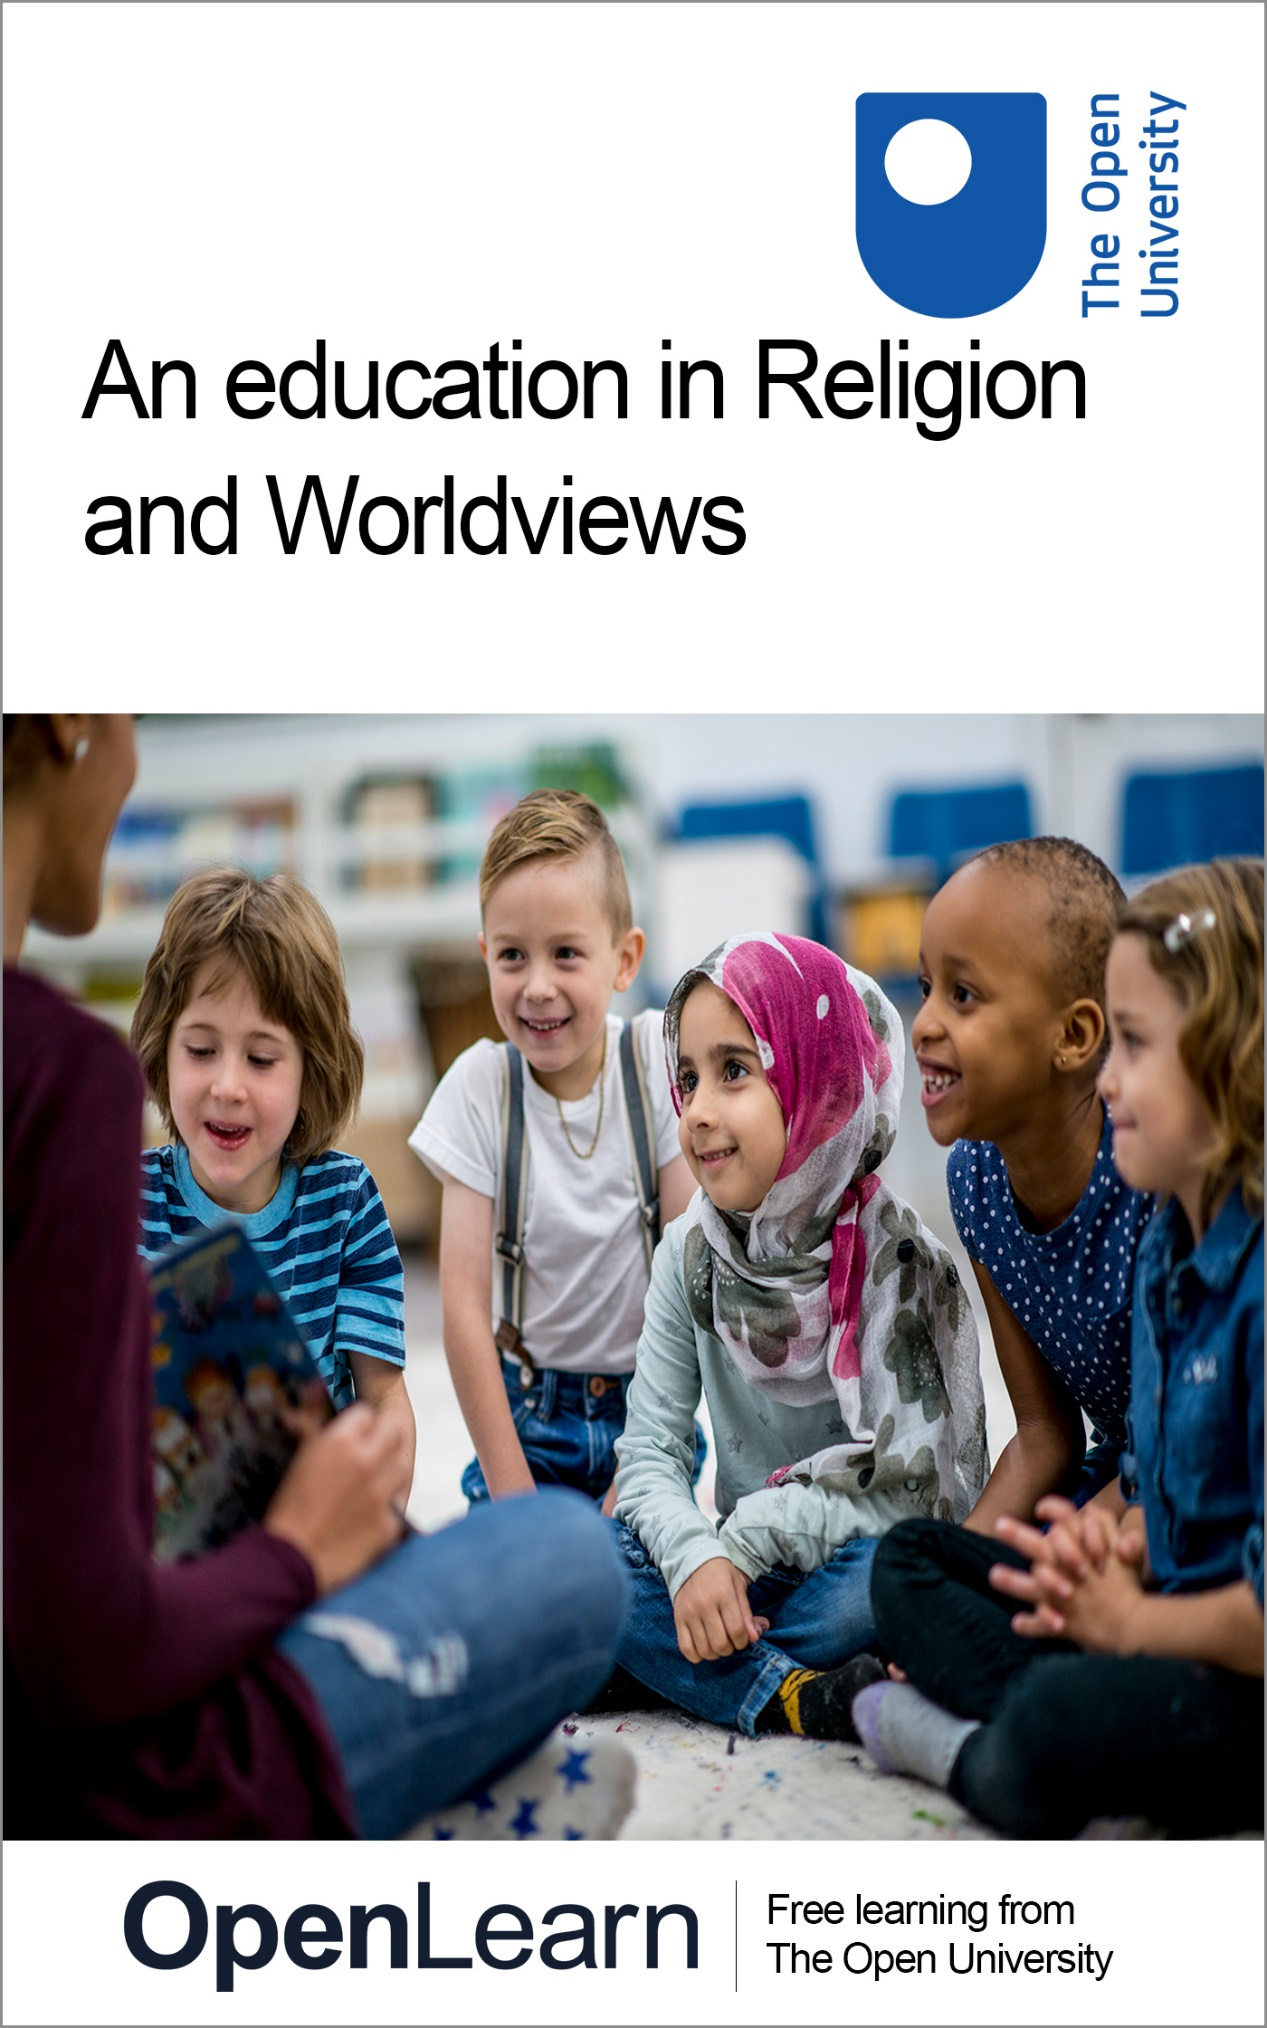 The Open
University
An education in Religion
and Worldviews
OpenLearn
Free learning from
The Open University